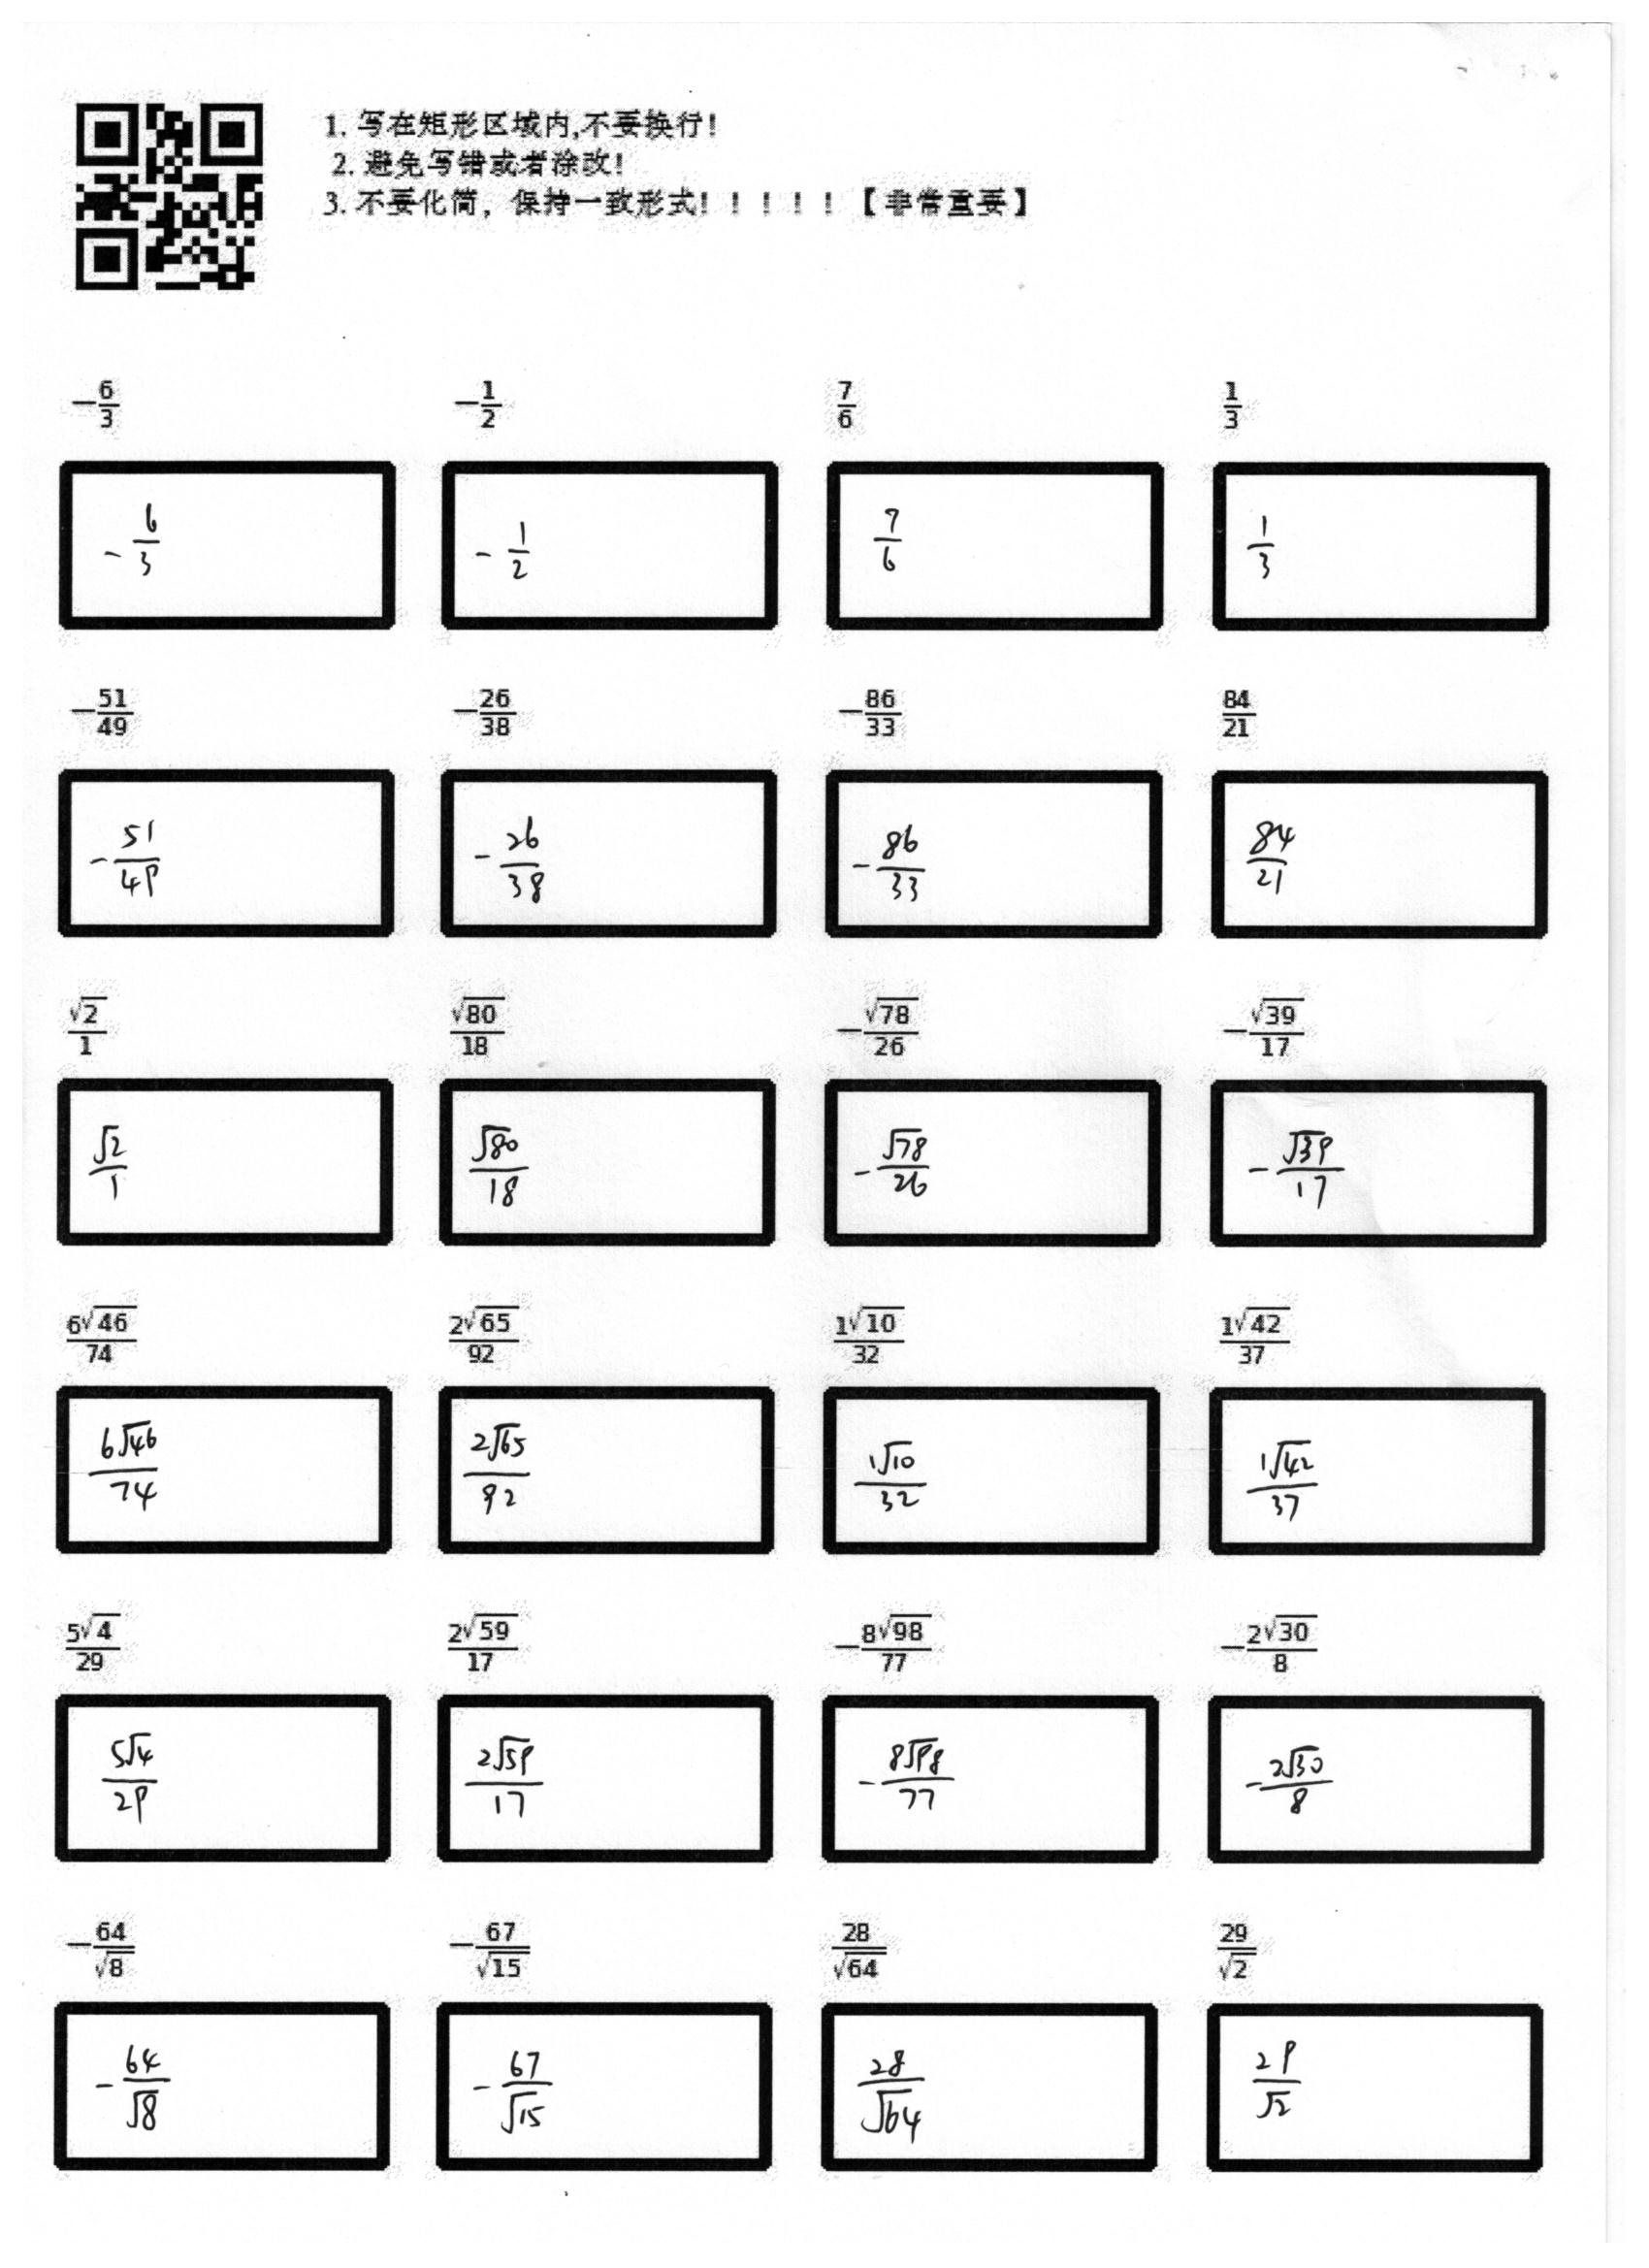 1. 写在矩形区域内,不要换行!
2. 避免写错或者涂改!
3. 不要化简，保持一致形式！！！！！【非常重要】
-\frac{6}{3} -\frac{1}{2} \frac{7}{6} \frac{1}{3}
-\frac{6}{3} -\frac{1}{2} \frac{7}{6} \frac{1}{3}
-\frac{51}{49} -\frac{26}{38} -\frac{86}{33} \frac{84}{21}
-\frac{51}{49} -\frac{26}{38} -\frac{86}{33} \frac{84}{21}
\frac{\sqrt{2}}{1} \frac{\sqrt{80}}{18} -\frac{\sqrt{78}}{26} -\frac{\sqrt{39}}{17}
\frac{\sqrt{2}}{1} \frac{\sqrt{80}}{18} -\frac{\sqrt{78}}{26} -\frac{\sqrt{39}}{17}
\frac{6\sqrt{46}}{74} \frac{2\sqrt{65}}{92} \frac{1\sqrt{10}}{32} \frac{1\sqrt{42}}{37}
\frac{6\sqrt{46}}{74} \frac{2\sqrt{65}}{92} \frac{1\sqrt{10}}{32} \frac{1\sqrt{42}}{37}
\frac{5\sqrt{4}}{29} \frac{2\sqrt{59}}{17} -\frac{8\sqrt{98}}{77} -\frac{2\sqrt{30}}{8}
\frac{5\sqrt{4}}{29} \frac{2\sqrt{59}}{17} -\frac{8\sqrt{98}}{77} -\frac{2\sqrt{30}}{8}
-\frac{64}{\sqrt{8}} -\frac{67}{\sqrt{15}} \frac{28}{\sqrt{64}} \frac{29}{\sqrt{2}}
-\frac{64}{\sqrt{8}} -\frac{67}{\sqrt{15}} \frac{28}{\sqrt{64}} \frac{29}{\sqrt{2}}